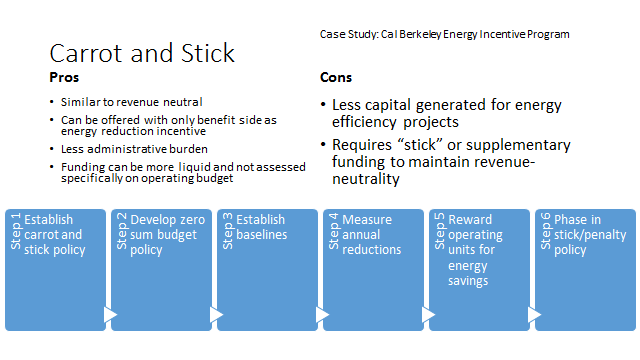 Case Study: Cal Berkeley Energy Incentive Program
Carrot and Stick
Pros
• Similar to revenue neutral
• Can be offered with only benefit side as
energy reduction incentive
• Less administrative burden
• Funding can be more liquid and not assessed
specifically on operating budget
Cons
• Less capital generated for energy
efficiency projects
• Requires “stick” or supplementary
funding to maintain revenue-
neutrality
Step 1
Establish
carrot and
stick policy
Step 2
Develop zero
sum budget
policy
Step 3
Establish
baselines
Step 4
Measure
annual
reductions
Step 5
Reward
operating
units for
energy
savings
Step 6
Phase in
stick/penalty
policy